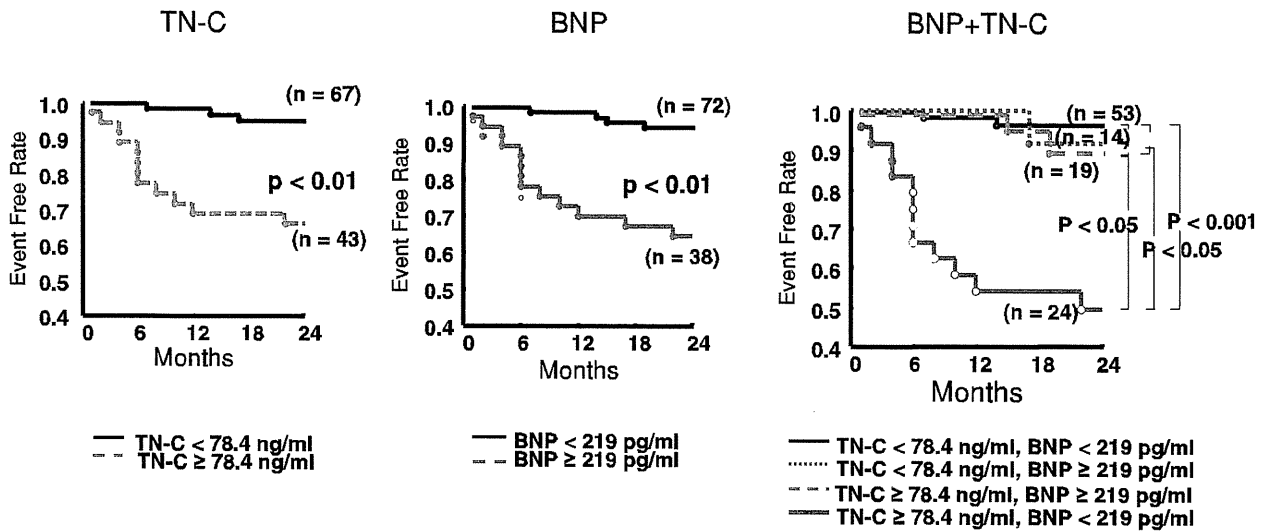 TN-C
Event Free Rate
1.0
0.9
0.8
0.7
0.6
0.5
0.4
(n = 67)
p < 0.01
(n = 43)
0 6 12 18 24
Months
TN-C < 78.4 ng/ml
TN-C ≥ 78.4 ng/ml
BNP
Event Free Rate
1.0
0.9
0.8
0.7
0.6
0.5
0.4
(n = 72)
p < 0.01
(n = 38)
0 6 12 18 24
Months
BNP < 219 pg/ml
BNP ≥ 219 pg/ml
BNP+TN-C
Event Free Rate
1.0
0.9
0.8
0.7
0.6
0.5
0.4
(n = 53)
(n = 14)
(n = 19)
P < 0.05
P < 0.001
P < 0.05
(n = 24)
0 6 12 18 24
Months
TN-C < 78.4 ng/ml, BNP < 219 pg/ml
TN-C < 78.4 ng/ml, BNP ≥ 219 pg/ml
TN-C ≥ 78.4 ng/ml, BNP ≥ 219 pg/ml
TN-C ≥ 78.4 ng/ml, BNP < 219 pg/ml